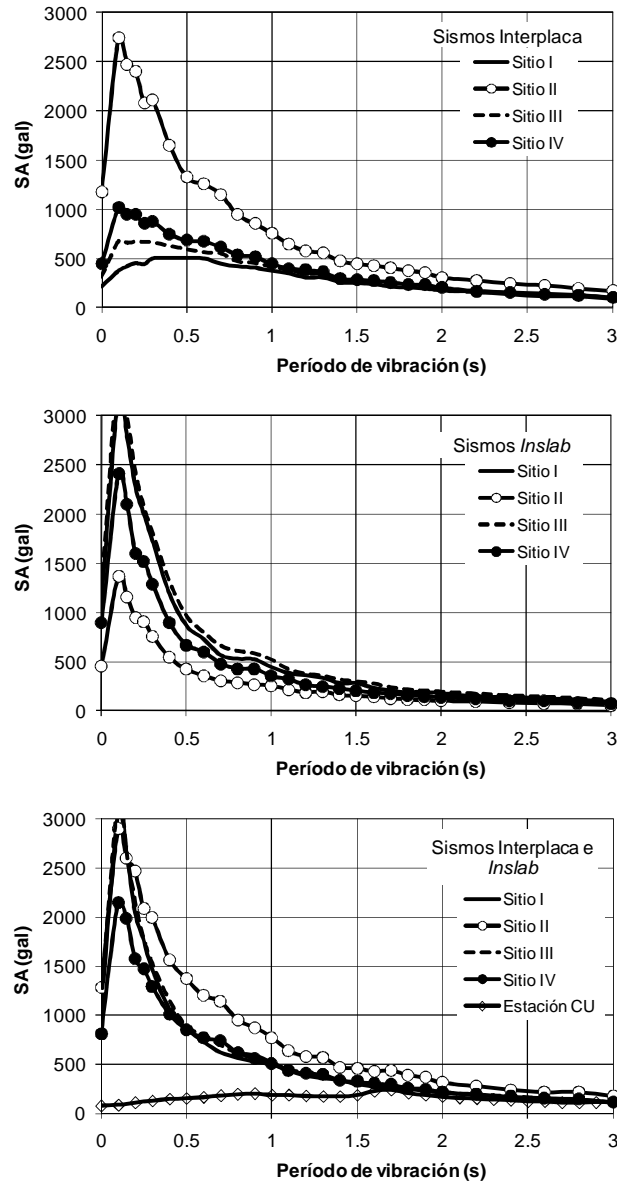 3000
2500
2000
1500
1000
500
0
SA (gal)
Sismos Interplaca
Sitio I
Sitio II
Sitio III
Sitio IV
0 0.5 1 1.5 2 2.5 3
Período de vibración (s)
3000
2500
2000
1500
1000
500
0
SA (gal)
Sismos Inslab
Sitio I
Sitio II
Sitio III
Sitio IV
0 0.5 1 1.5 2 2.5 3
Período de vibración (s)
3000
2500
2000
1500
1000
500
0
SA (gal)
Sismos Interplaca e
Inslab
Sitio I
Sitio II
Sitio III
Sitio IV
Estación CU
0 0.5 1 1.5 2 2.5 3
Período de vibración (s)